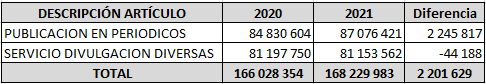 DESCRIPCIÓN ARTÍCULO 2020 2021 Diferencia
PUBLICACION EN PERIODICOS 84 830 604 87 076 421 2 245 817
SERVICIO DIVULGACION DIVERSAS 81 197 750 81 153 562 -44 188
TOTAL 166 028 354 168 229 983 2 201 629